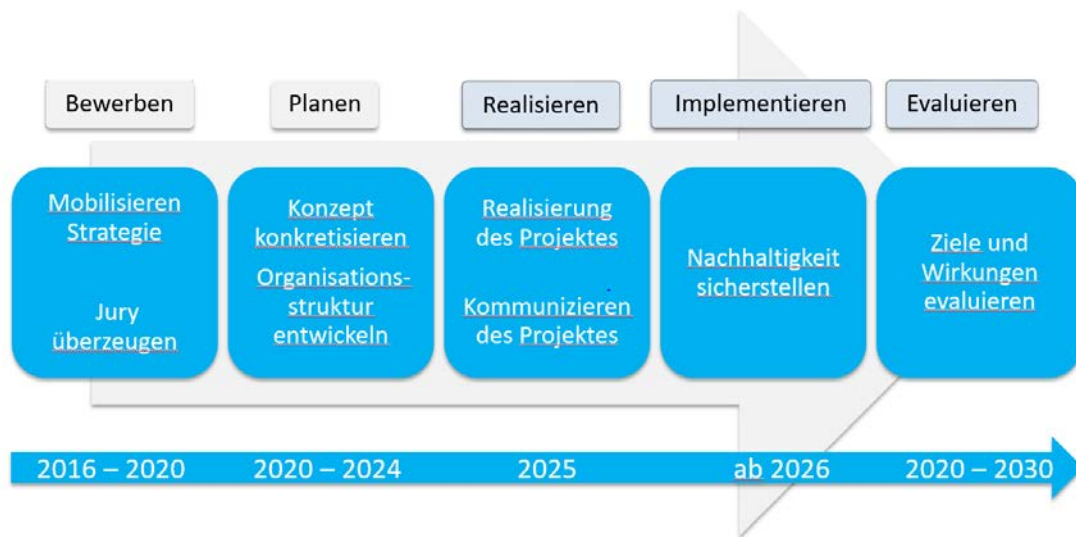 Bewerben
Planen
Realisieren
Implementieren
Evaluieren
Mobilisieren
Strategie
Jury
überzeugen
Konzept
konkretisieren
Organisations-
struktur
entwickeln
Realisierung
des Projektes
Kommunizieren
des Projektes
Nachhaltigkeit
sicherstellen
Ziele und
Wirkungen
evaluieren
2016 – 2020
2020 – 2024
2025
ab 2026
2020 – 2030